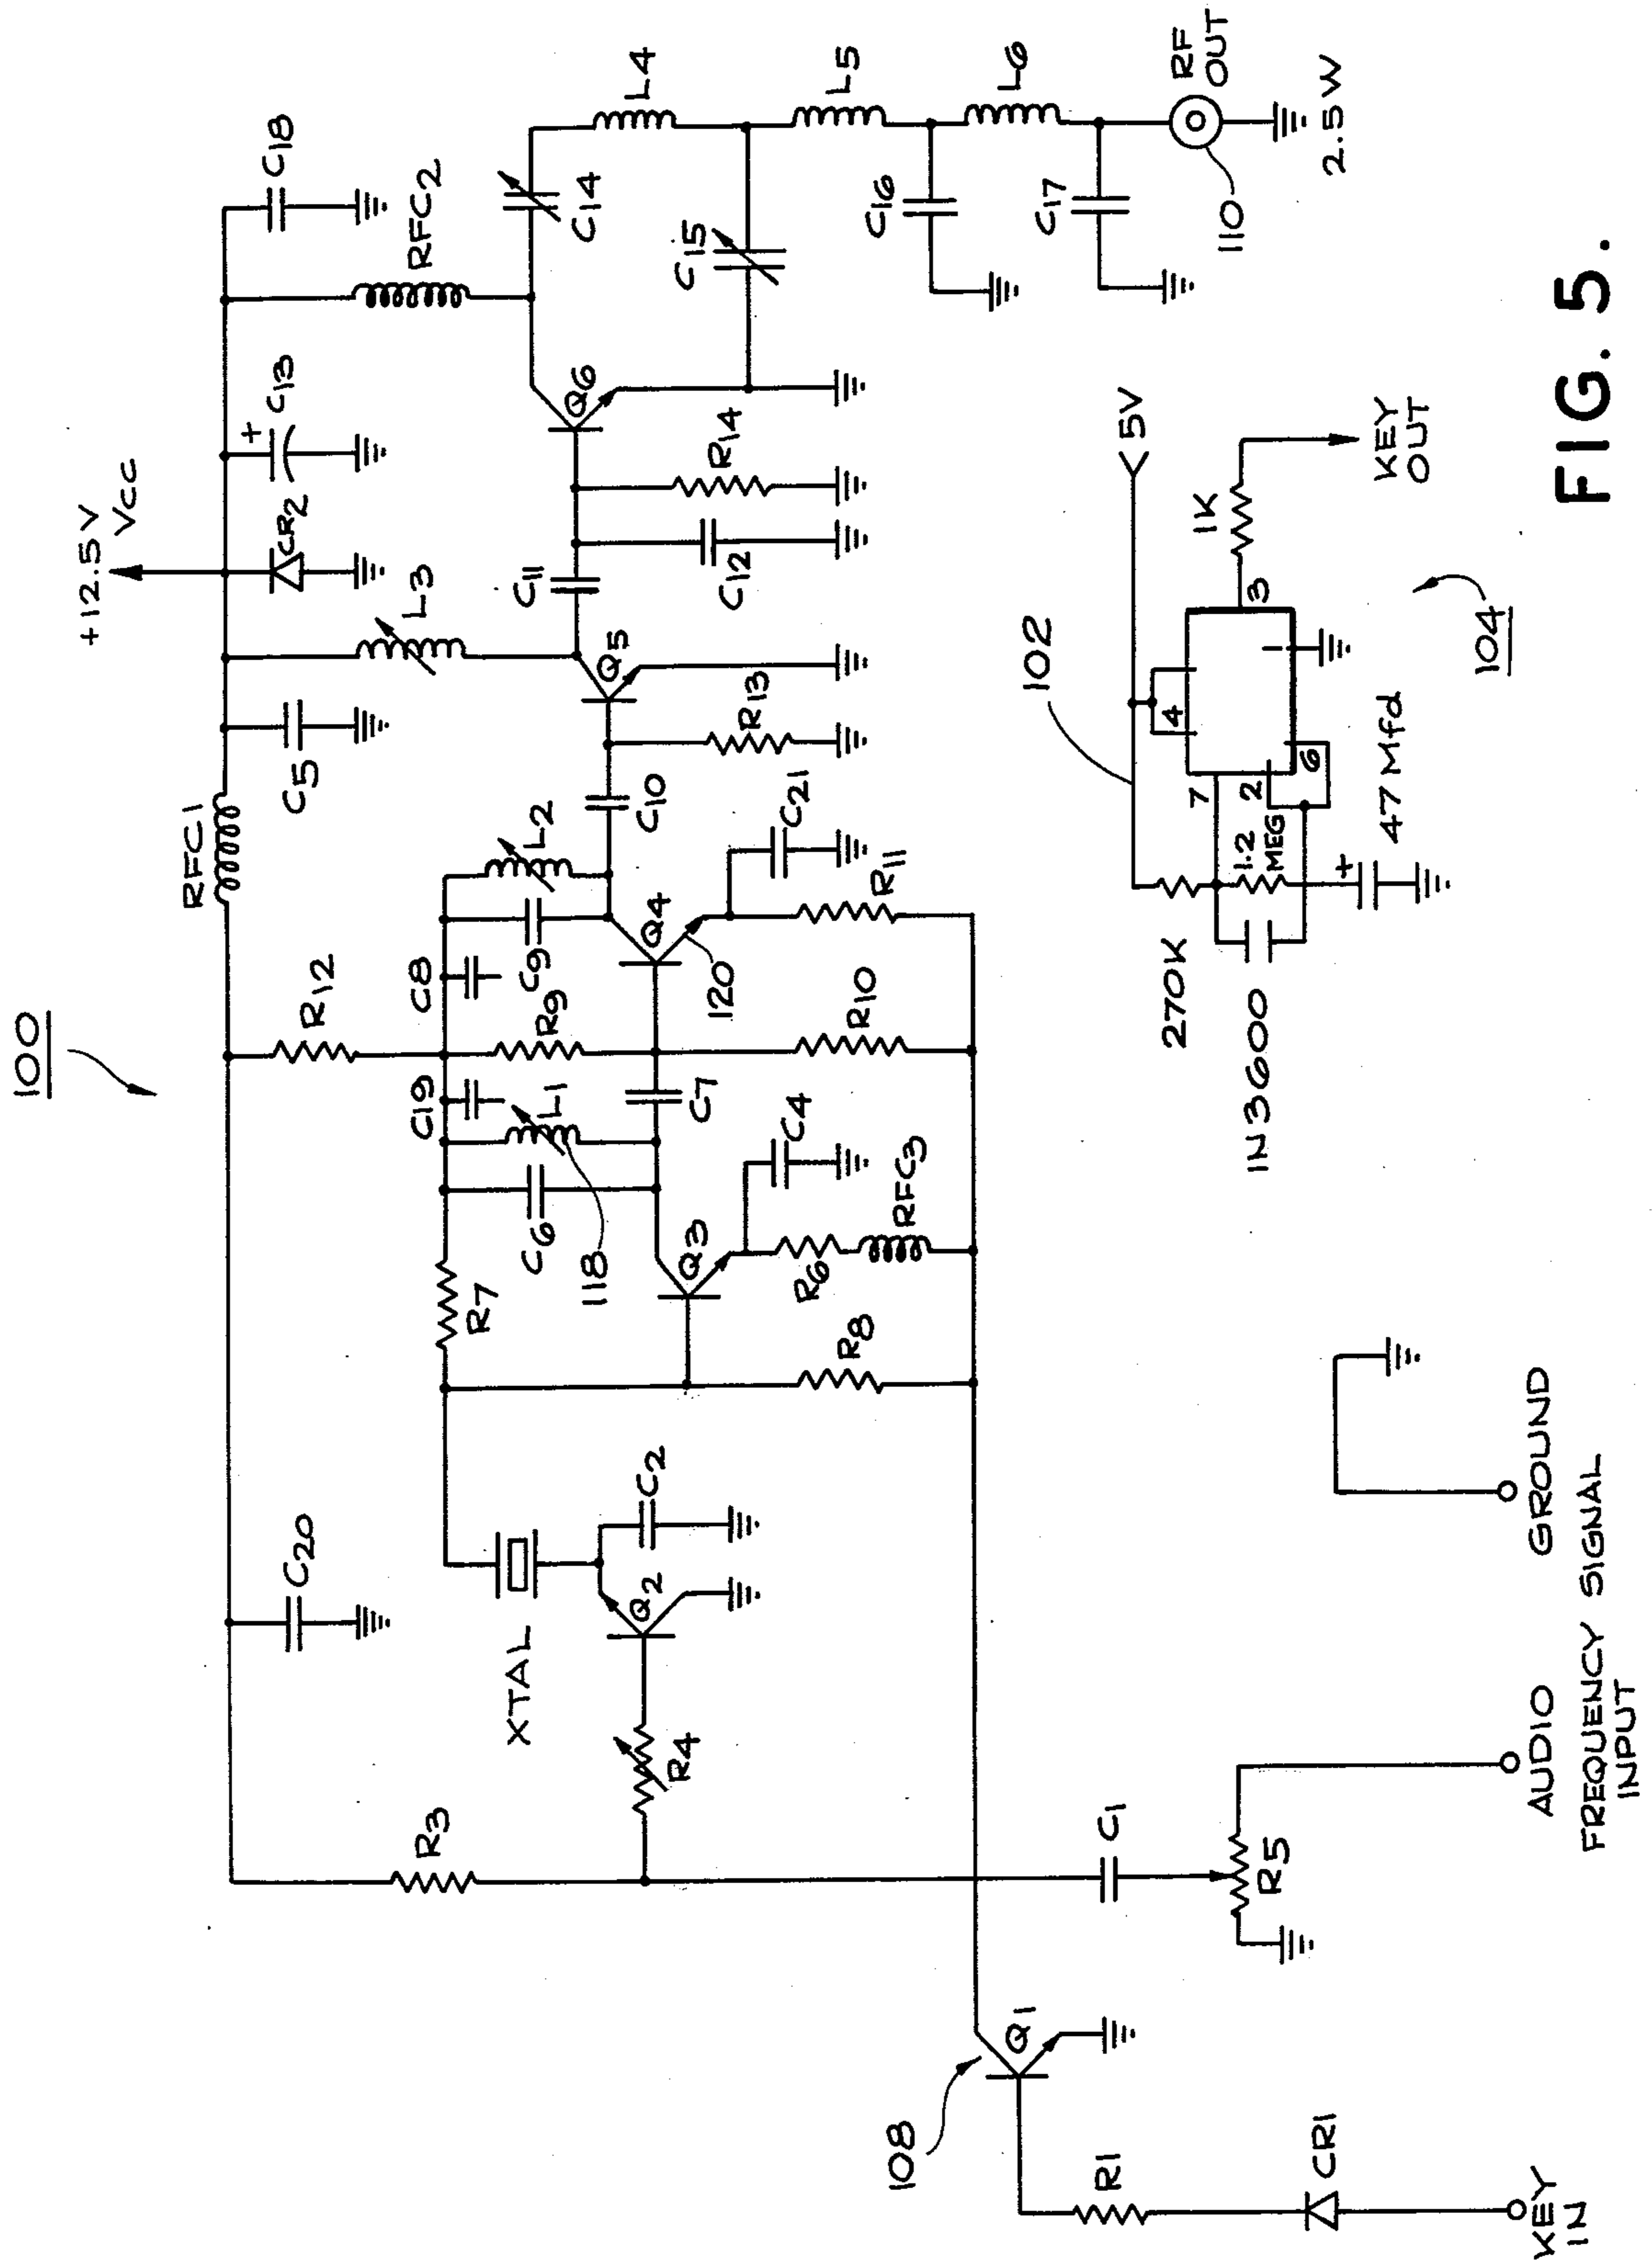 100
+12.5V
Vcc
RFC1
C20
R12
C5
L3
CR2
+
C13
RFC2
C18
R3
XTAL
R4
Q2
C2
R7
C6
118
L1
C19
C8
C9
R9
L2
Q3
C7
Q4
120
C10
Q5
C11
Q6
C14
L4
R8
R6
RFC3
C4
R10
R11
C21
R13
C12
R14
C15
L5
C16
L6
C17
110
RF
OUT
2.5W
108
Q1
R1
CR1
KEY
IN
C1
R5
AUDIO
FREQUENCY SIGNAL
INPUT
GROUND
102
5V
270K
1N3600
1.2
MEG
7
4
2
6
1
3
+
47 Mfd
1K
KEY
OUT
104
FIG. 5.